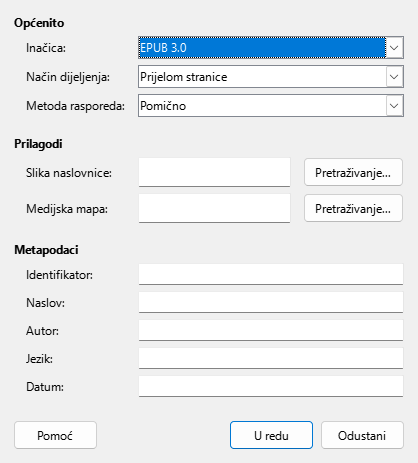 Općenito
Inačica: EPUB 3.0
Način dijeljenja: Prijelom stranice
Metoda rasporeda: Pomično
Prilagodi
Slika naslovnice: Pretraživanje...
Medijska mapa: Pretraživanje...
Metapodaci
Identifikator:
Naslov:
Autor:
Jezik:
Datum:
Pomoć U redu Odustani